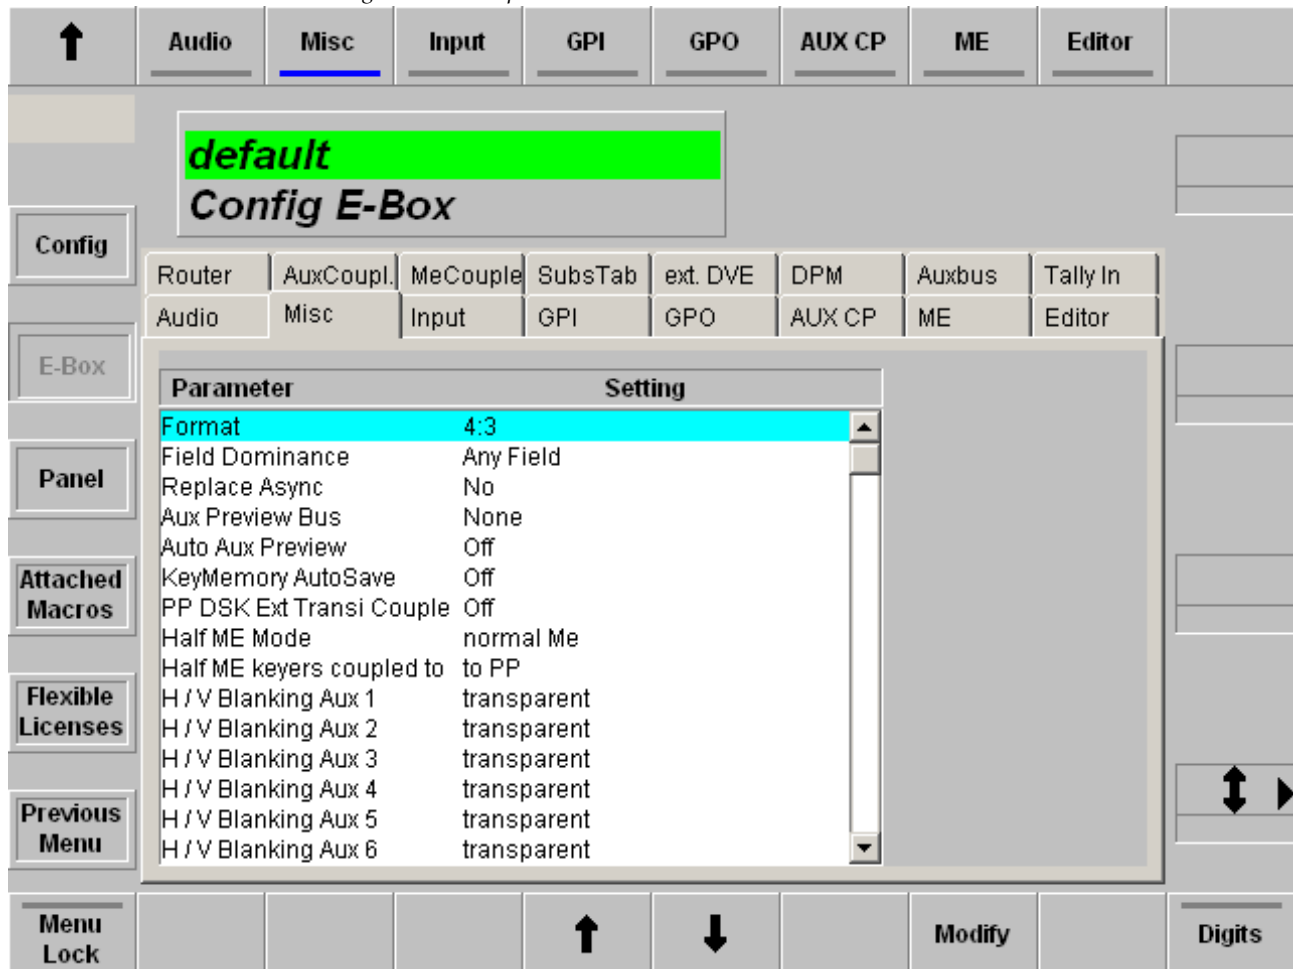 Audio Misc Input GPI GPO AUX CP ME Editor
default
Config E-Box
Config
E-Box
Panel
Attached
Macros
Flexible
Licenses
Previous
Menu
Router AuxCoupl. MeCouple SubsTab ext. DVE DPM Auxbus Tally In
Audio Misc Input GPI GPO AUX CP ME Editor
Parameter Setting
Format 4:3
Field Dominance Any Field
Replace Async No
Aux Preview Bus None
Auto Aux Preview Off
KeyMemory AutoSave Off
PP DSK Ext Transi Couple Off
Half ME Mode normal Me
Half ME keyers coupled to to PP
H / V Blanking Aux 1 transparent
H / V Blanking Aux 2 transparent
H / V Blanking Aux 3 transparent
H / V Blanking Aux 4 transparent
H / V Blanking Aux 5 transparent
H / V Blanking Aux 6 transparent
Menu
Lock
Modify
Digits